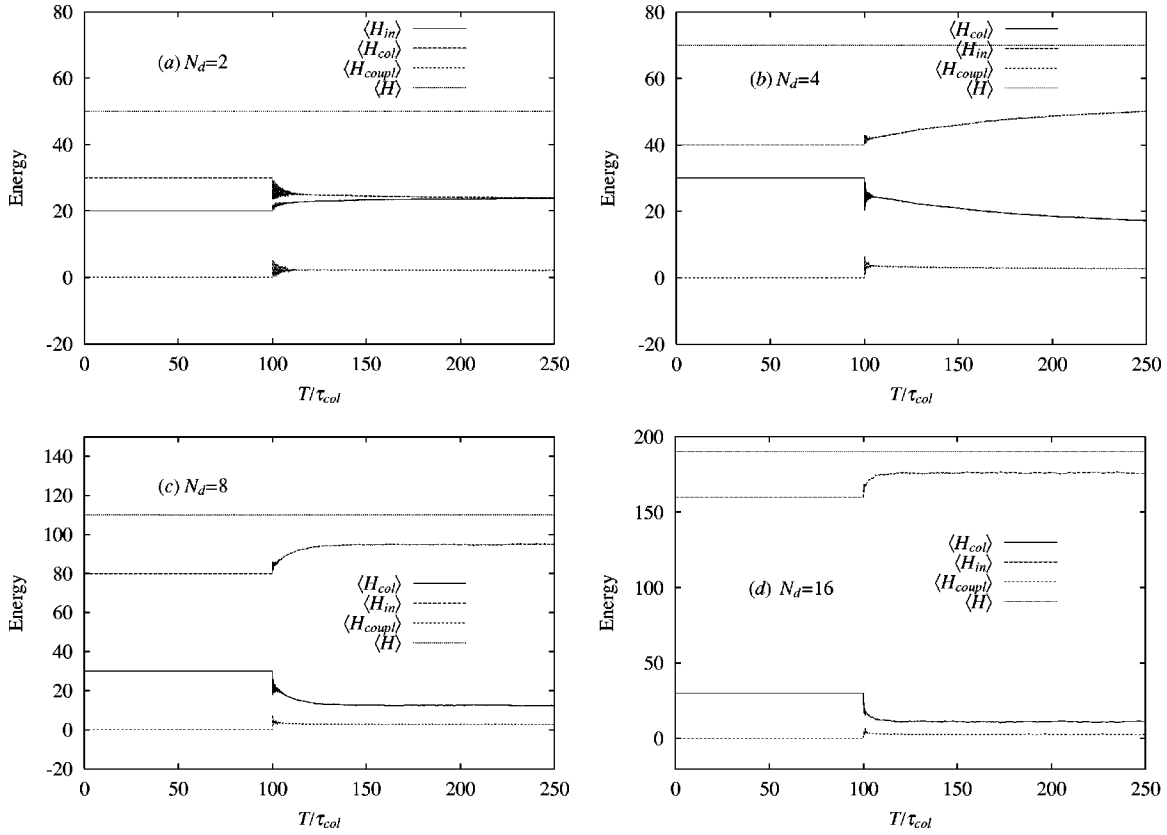 80
60
40
20
0
-20
Energy
(a) N_d=2
⟨H_in⟩
⟨H_col⟩
⟨H_coupl⟩
⟨H⟩
0 50 100 150 200 250
T/τ_col
80
60
40
20
0
-20
Energy
⟨H_col⟩
⟨H_in⟩
⟨H_coupl⟩
⟨H⟩
(b) N_d=4
0 50 100 150 200 250
T/τ_col
140
120
100
80
60
40
20
0
-20
Energy
(c) N_d=8
⟨H_col⟩
⟨H_in⟩
⟨H_coupl⟩
⟨H⟩
0 50 100 150 200 250
T/τ_col
200
150
100
50
0
Energy
⟨H_col⟩
⟨H_in⟩
⟨H_coupl⟩
⟨H⟩
(d) N_d=16
0 50 100 150 200 250
T/τ_col